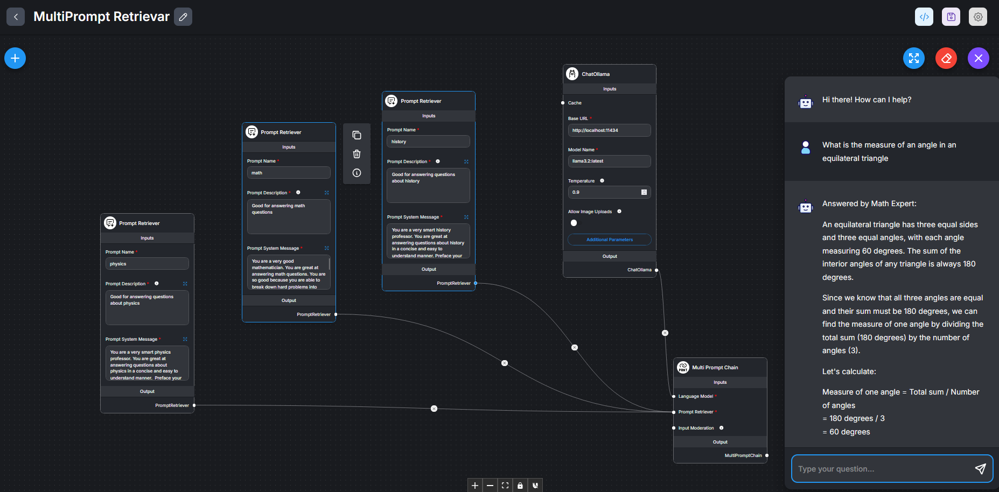 MultiPrompt Retrievar
Prompt Retriever
Inputs
Prompt Name *
physics
Prompt Description *
Good for answering questions
about physics
Prompt System Message *
You are a very smart physics
professor. You are great at
answering questions about
physics in a concise and easy to
understand manner. Preface your
Output
PromptRetriever
Prompt Retriever
Inputs
Prompt Name *
math
Prompt Description *
Good for answering math
questions
Prompt System Message *
You are a very good
mathematician. You are great at
answering math questions. You are
so good because you are able to
break down hard problems into
Output
PromptRetriever
Prompt Retriever
Inputs
Prompt Name *
history
Prompt Description *
Good for answering questions
about history
Prompt System Message *
You are a very smart history
professor. You are great at
answering questions about history
in a concise and easy to
understand manner. Preface your
Output
PromptRetriever
ChatOllama
Inputs
Cache
Base URL *
http://localhost:11434
Model Name *
llama3.2:latest
Temperature
0.9
Allow Image Uploads
Additional Parameters
Output
ChatOllama
PRMT
Multi Prompt Chain
Inputs
Language Model *
Prompt Retriever *
Input Moderation
Output
MultiPromptChain
Hi there! How can I help?
What is the measure of an angle in an
equilateral triangle
Answered by Math Expert:
An equilateral triangle has three equal sides
and three equal angles, with each angle
measuring 60 degrees. The sum of the
interior angles of any triangle is always 180
degrees.
Since we know that all three angles are equal
and their sum must be 180 degrees, we can
find the measure of one angle by dividing the
total sum (180 degrees) by the number of
angles (3).
Let's calculate:
Measure of one angle = Total sum / Number
of angles
= 180 degrees / 3
= 60 degrees
Type your question...